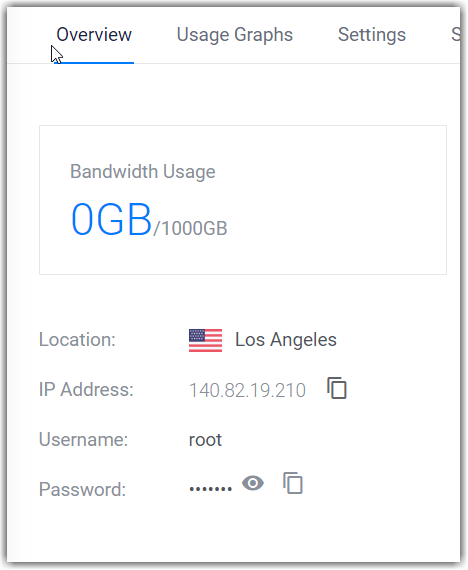 Overview Usage Graphs Settings S
Bandwidth Usage
0GB/1000GB
Location: Los Angeles
IP Address: 140.82.19.210
Username: root
Password: •••••••